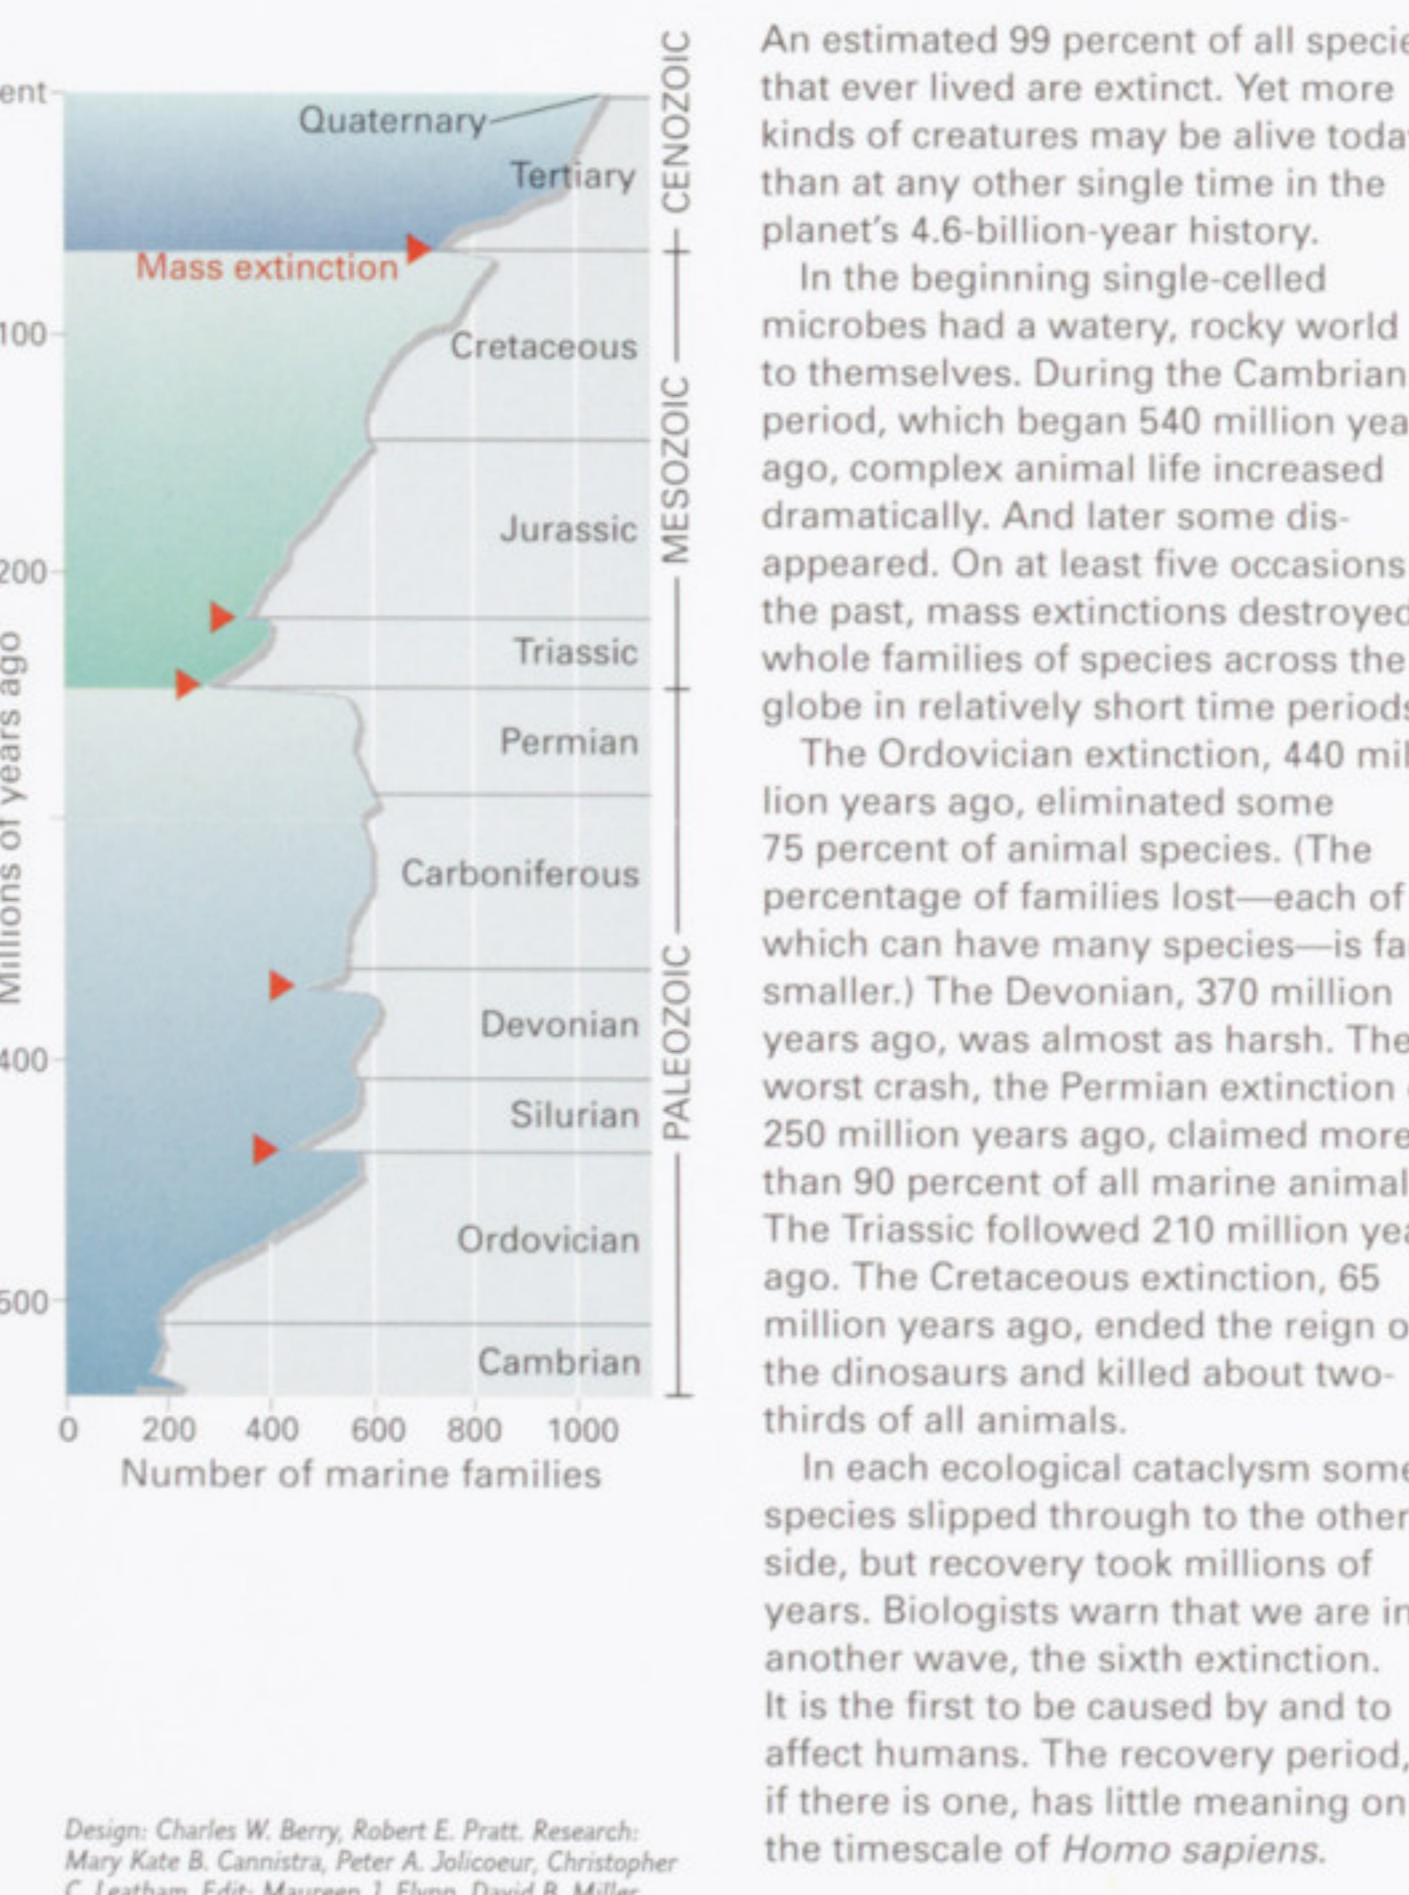 Quaternary
Tertiary
Mass extinction
Cretaceous
Jurassic
Triassic
Permian
Carboniferous
Devonian
Silurian
Ordovician
Cambrian
CENOZOIC
MESOZOIC
PALEOZOIC
ent
100
200
400
500
Millions of years ago
0 200 400 600 800 1000
Number of marine families
An estimated 99 percent of all specie
that ever lived are extinct. Yet more
kinds of creatures may be alive toda
than at any other single time in the
planet's 4.6-billion-year history.
In the beginning single-celled
microbes had a watery, rocky world
to themselves. During the Cambrian
period, which began 540 million yea
ago, complex animal life increased
dramatically. And later some dis-
appeared. On at least five occasions
the past, mass extinctions destroyed
whole families of species across the
globe in relatively short time periods
The Ordovician extinction, 440 mil
lion years ago, eliminated some
75 percent of animal species. (The
percentage of families lost—each of
which can have many species—is fa
smaller.) The Devonian, 370 million
years ago, was almost as harsh. The
worst crash, the Permian extinction
250 million years ago, claimed more
than 90 percent of all marine animal
The Triassic followed 210 million yea
ago. The Cretaceous extinction, 65
million years ago, ended the reign o
the dinosaurs and killed about two-
thirds of all animals.
In each ecological cataclysm some
species slipped through to the other
side, but recovery took millions of
years. Biologists warn that we are in
another wave, the sixth extinction.
It is the first to be caused by and to
affect humans. The recovery period,
if there is one, has little meaning on
the timescale of Homo sapiens.
Design: Charles W. Berry, Robert E. Pratt. Research:
Mary Kate B. Cannistra, Peter A. Jolicoeur, Christopher
C. Leatham. Edit: Maureen J. Flynn, David B. Miller